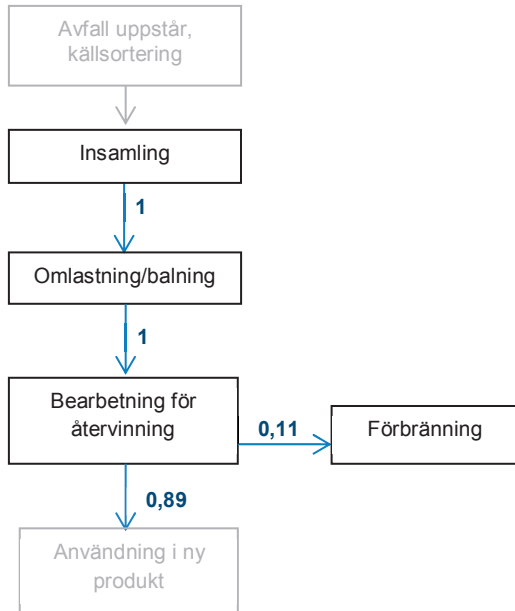 Avfall uppstår,
källsortering
Insamling
1
Omlastning/balning
1
Bearbetning för
återvinning
0,11
Förbränning
0,89
Användning i ny
produkt